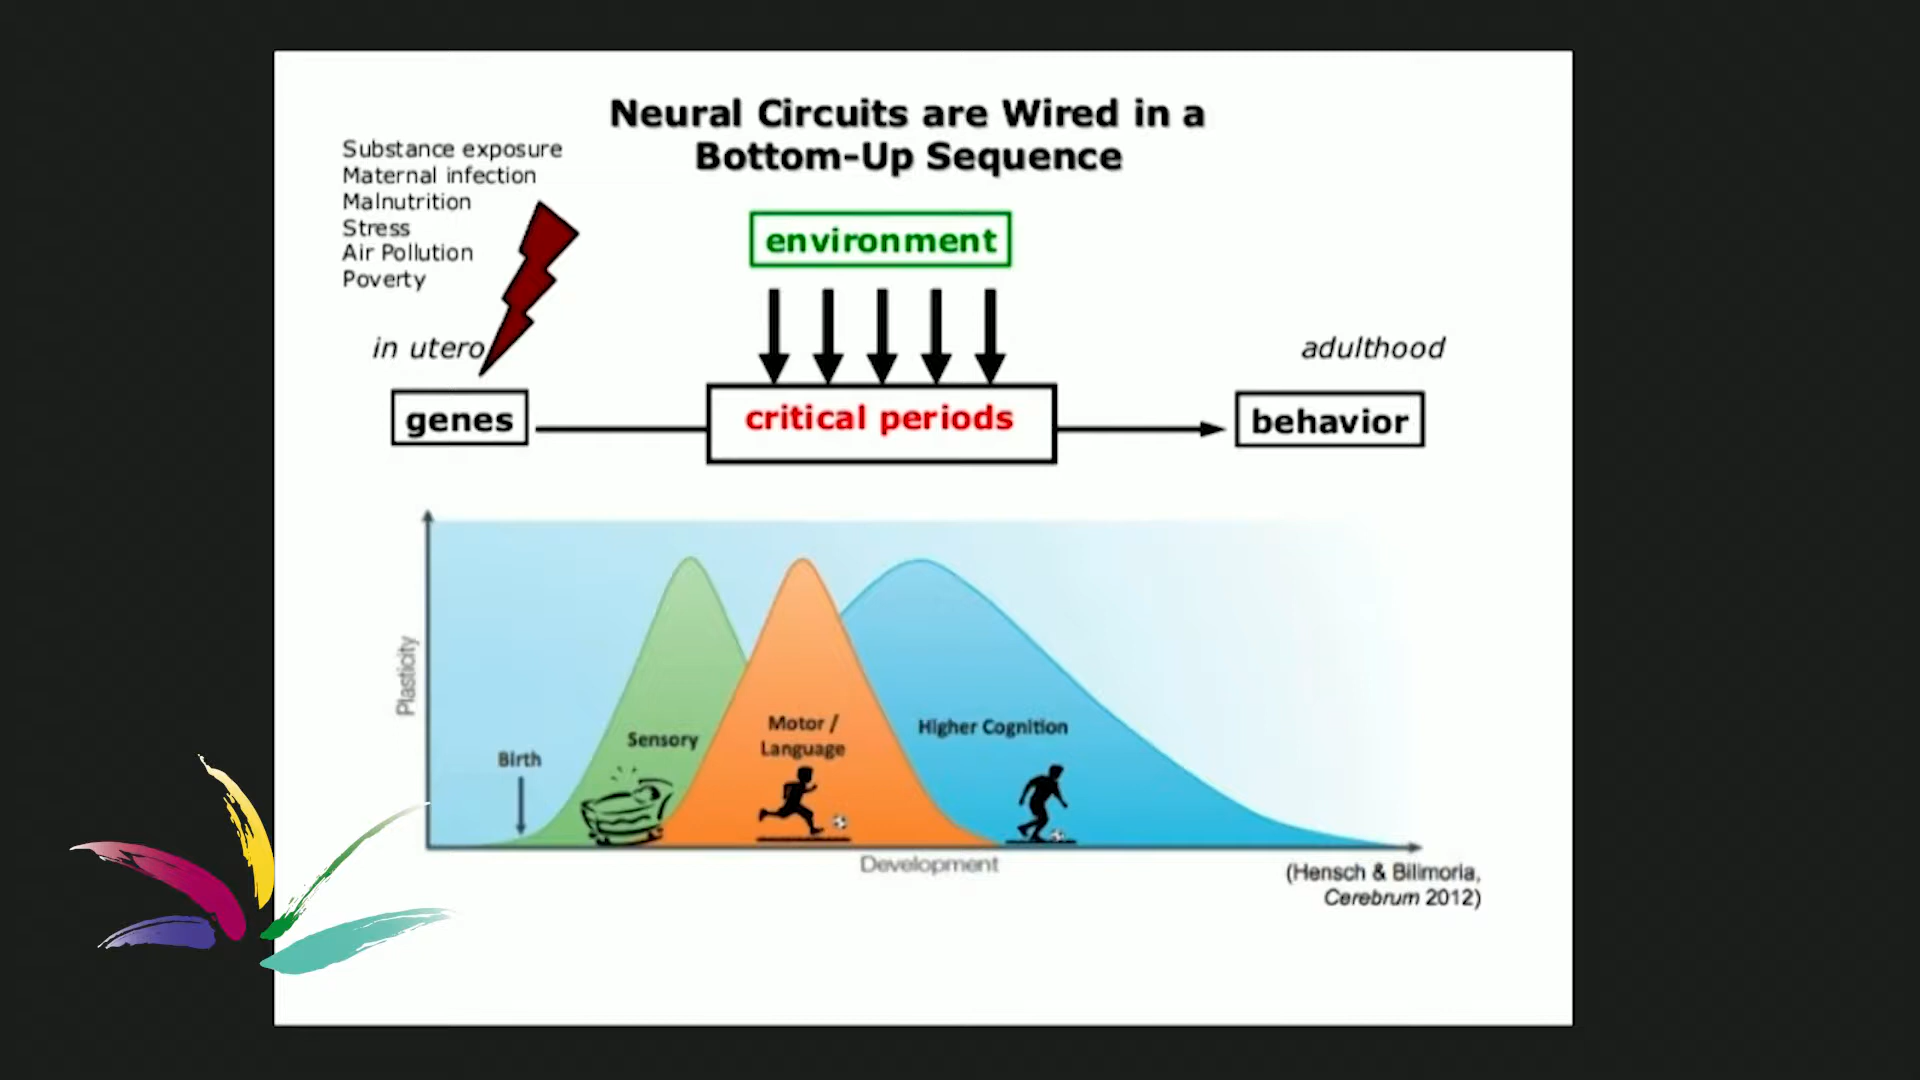 Neural Circuits are Wired in a
Bottom-Up Sequence
Substance exposure
Maternal infection
Malnutrition
Stress
Air Pollution
Poverty
environment
in utero
adulthood
genes
critical periods
behavior
Plasticity
Birth
Sensory
Motor /
Language
Higher Cognition
Development
(Hensch & Bilimoria,
Cerebrum 2012)